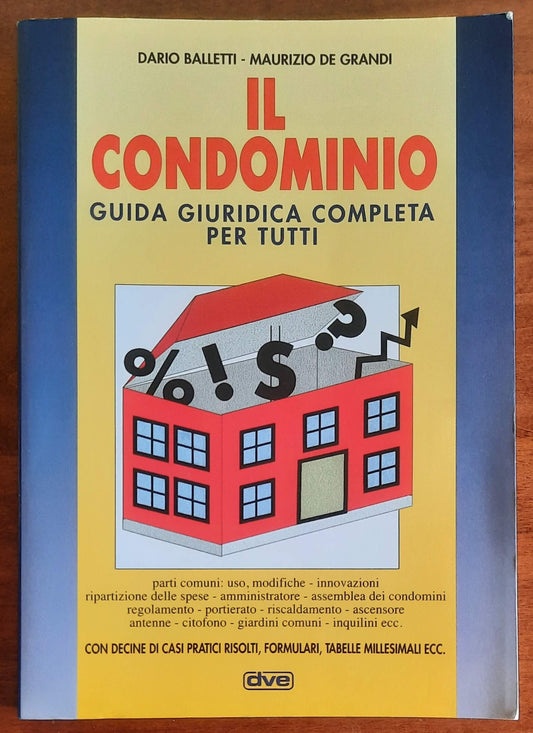 DARIO BALLETTI - MAURIZIO DE GRANDI
IL
CONDOMINIO
GUIDA GIURIDICA COMPLETA
PER TUTTI
% ! $ ?
parti comuni: uso, modifiche - innovazioni
ripartizione delle spese - amministratore - assemblea dei condomini
regolamento - portierato - riscaldamento - ascensore
antenne - citofono - giardini comuni - inquilini ecc.
CON DECINE DI CASI PRATICI RISOLTI, FORMULARI, TABELLE MILLESIMALI ECC.
dve